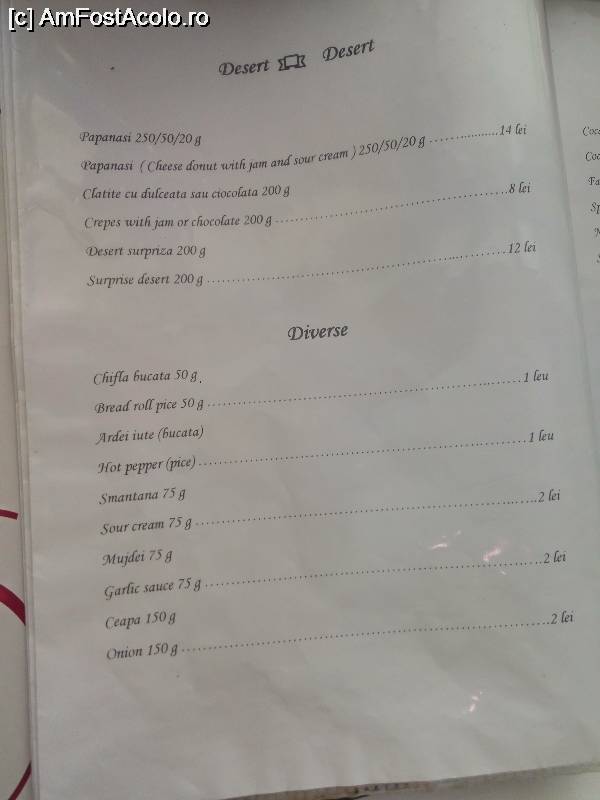 [c] AmFostAcolo.ro
Desert Desert
Papanasi 250/50/20 g
Papanasi ( Cheese donut with jam and sour cream ) 250/50/20 g ................... 14 lei
Clatite cu dulceata sau ciocolata 200 g
Crepes with jam or chocolate 200 g ................... 8 lei
Desert surpriza 200 g
Surprise desert 200 g ................... 12 lei
Diverse
Chifla bucata 50 g
Bread roll pice 50 g ................... 1 leu
Ardei iute (bucata)
Hot pepper (pice) ................... 1 leu
Smantana 75 g
Sour cream 75 g ................... 2 lei
Mujdei 75 g
Garlic sauce 75 g ................... 2 lei
Ceapa 150 g
Onion 150 g ................... 2 lei